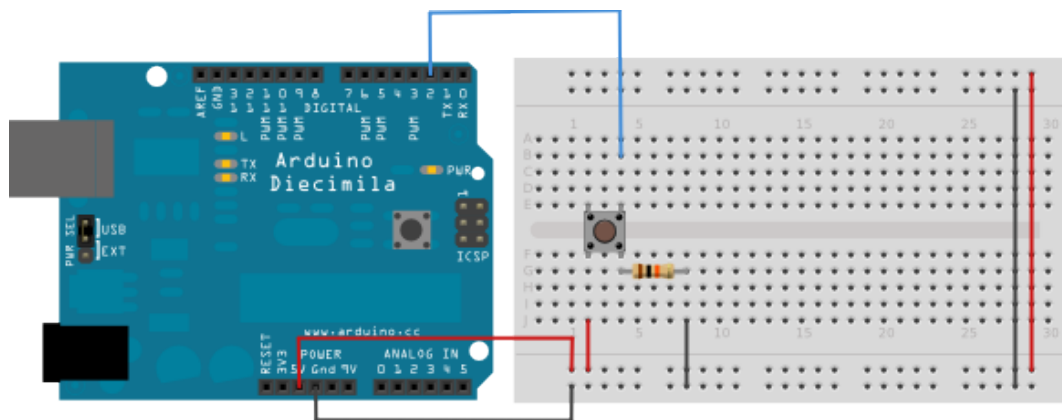 AREF
GND
13
12
11
10
9
8
7
6
5
4
3
2
1
0
TX
RX
PWM
PWM
PWM
PWM
PWM
PWM
DIGITAL
L
TX
RX
PWR
1
Arduino
Diecimila
PWR SEL
USB
EXT
ICSP
www.arduino.cc
POWER
ANALOG IN
RESET
3V3
5V Gnd 9V
0 1 2 3 4 5
1 5 10 15 20 25 30
A
B
C
D
E
F
G
H
I
J
1 5 10 15 20 25 30